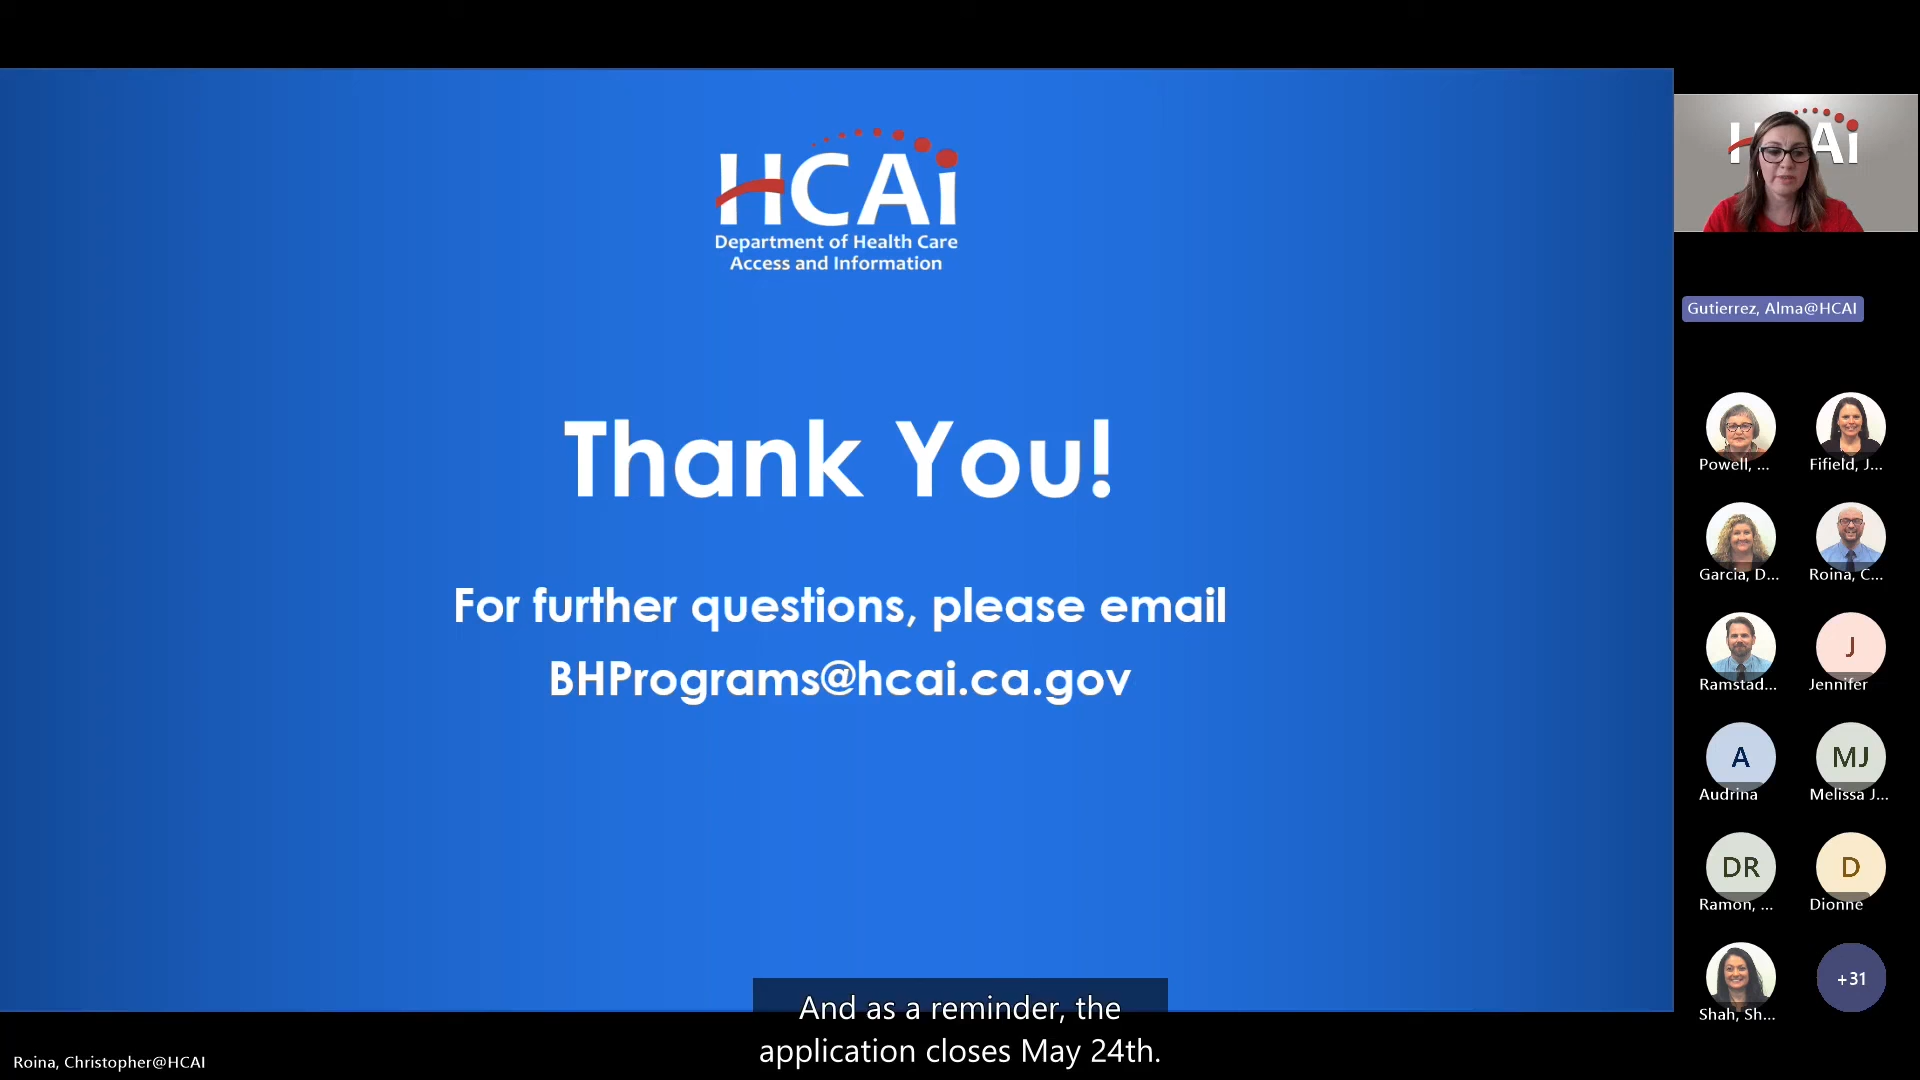 HCAi
Department of Health Care
Access and Information
Thank You!
For further questions, please email
BHPrograms@hcai.ca.gov
And as a reminder, the
application closes May 24th.
Roina, Christopher@HCAI
H Ai
Gutierrez, Alma@HCAI
Powell, ...
Fifield, J...
Garcia, D...
Roina, C...
Ramstad...
J
Jennifer
A
Audrina
MJ
Melissa J...
DR
Ramon, ...
D
Dionne
Shah, Sh...
+31